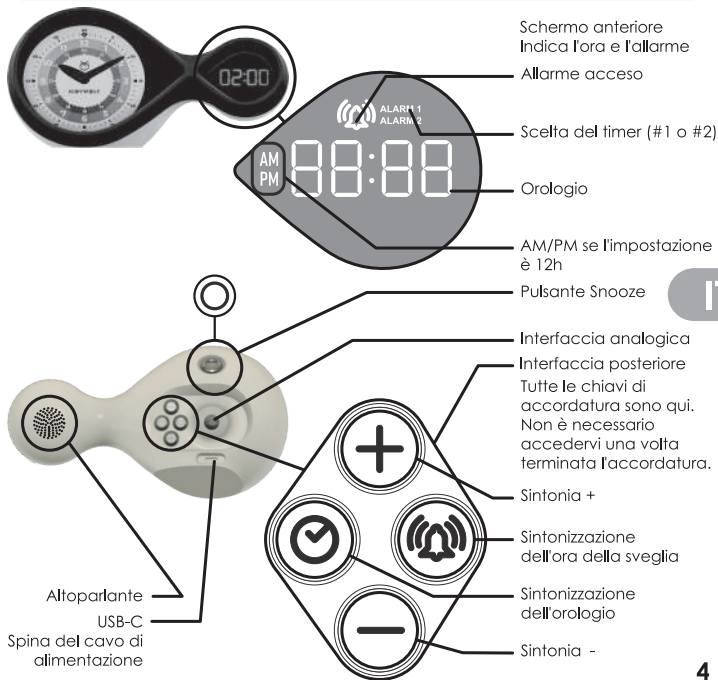 Schermo anteriore
Indica l'ora e l'allarme
Allarme acceso
02:00
ALARM 1
ALARM 2
Scelta del timer (#1 o #2)
AM
PM
88:88
Orologio
AM/PM se l'impostazione
è 12h
Pulsante Snooze
Interfaccia analogica
Interfaccia posteriore
Tutte le chiavi di
accordatura sono qui.
Non è necessario
accedervi una volta
terminata l'accordatura.
Sintonia +
Sintonizzazione
dell'ora della sveglia
Sintonizzazione
dell'orologio
Sintonia -
Altoparlante
USB-C
Spina del cavo di
alimentazione
4